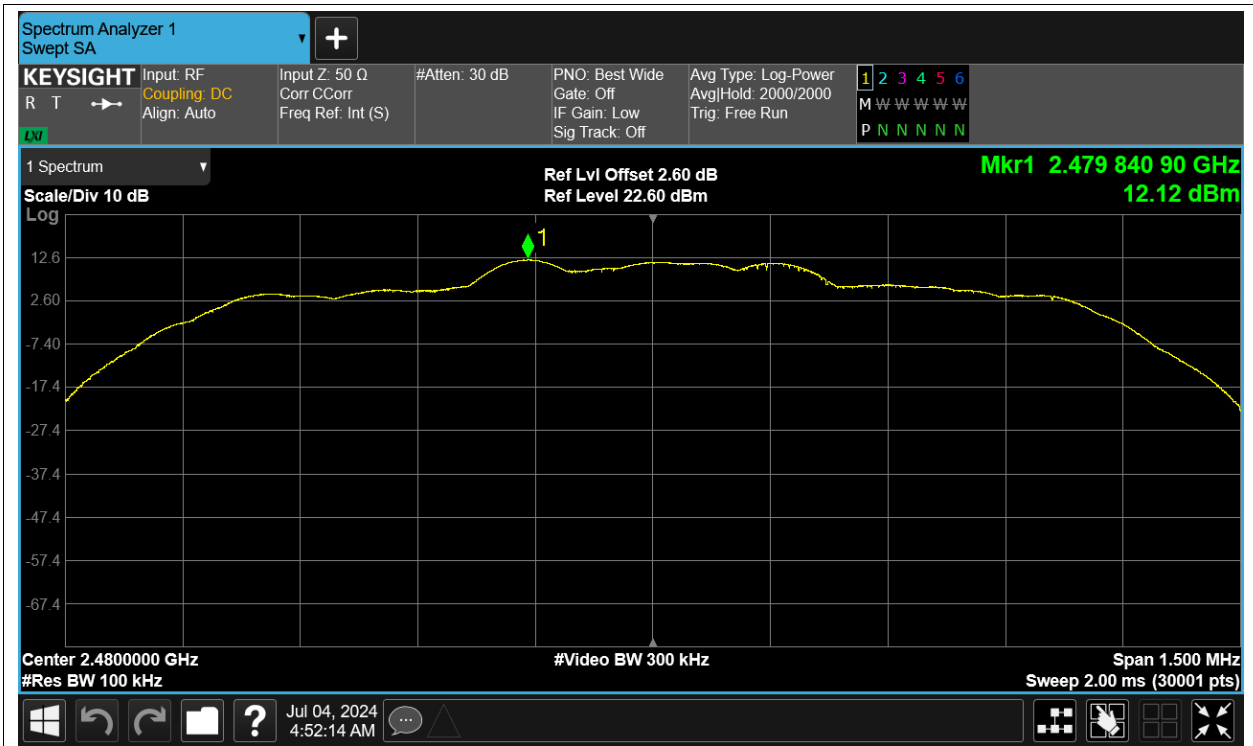 Spectrum Analyzer 1
Swept SA
+
KEYSIGHT
R T
LXI
Input: RF
Coupling: DC
Align: Auto
Input Z: 50 Ω
Corr CCorr
Freq Ref: Int (S)
#Atten: 30 dB
PNO: Best Wide
Gate: Off
IF Gain: Low
Sig Track: Off
Avg Type: Log-Power
Avg|Hold: 2000/2000
Trig: Free Run
1 2 3 4 5 6
M W W W W W
P N N N N N
1 Spectrum
Scale/Div 10 dB
Log
Ref Lvl Offset 2.60 dB
Ref Level 22.60 dBm
Mkr1 2.479 840 90 GHz
12.12 dBm
1
12.6
2.60
-7.40
-17.4
-27.4
-37.4
-47.4
-57.4
-67.4
Center 2.4800000 GHz
#Video BW 300 kHz
Span 1.500 MHz
#Res BW 100 kHz
Sweep 2.00 ms (30001 pts)
?
Jul 04, 2024
4:52:14 AM